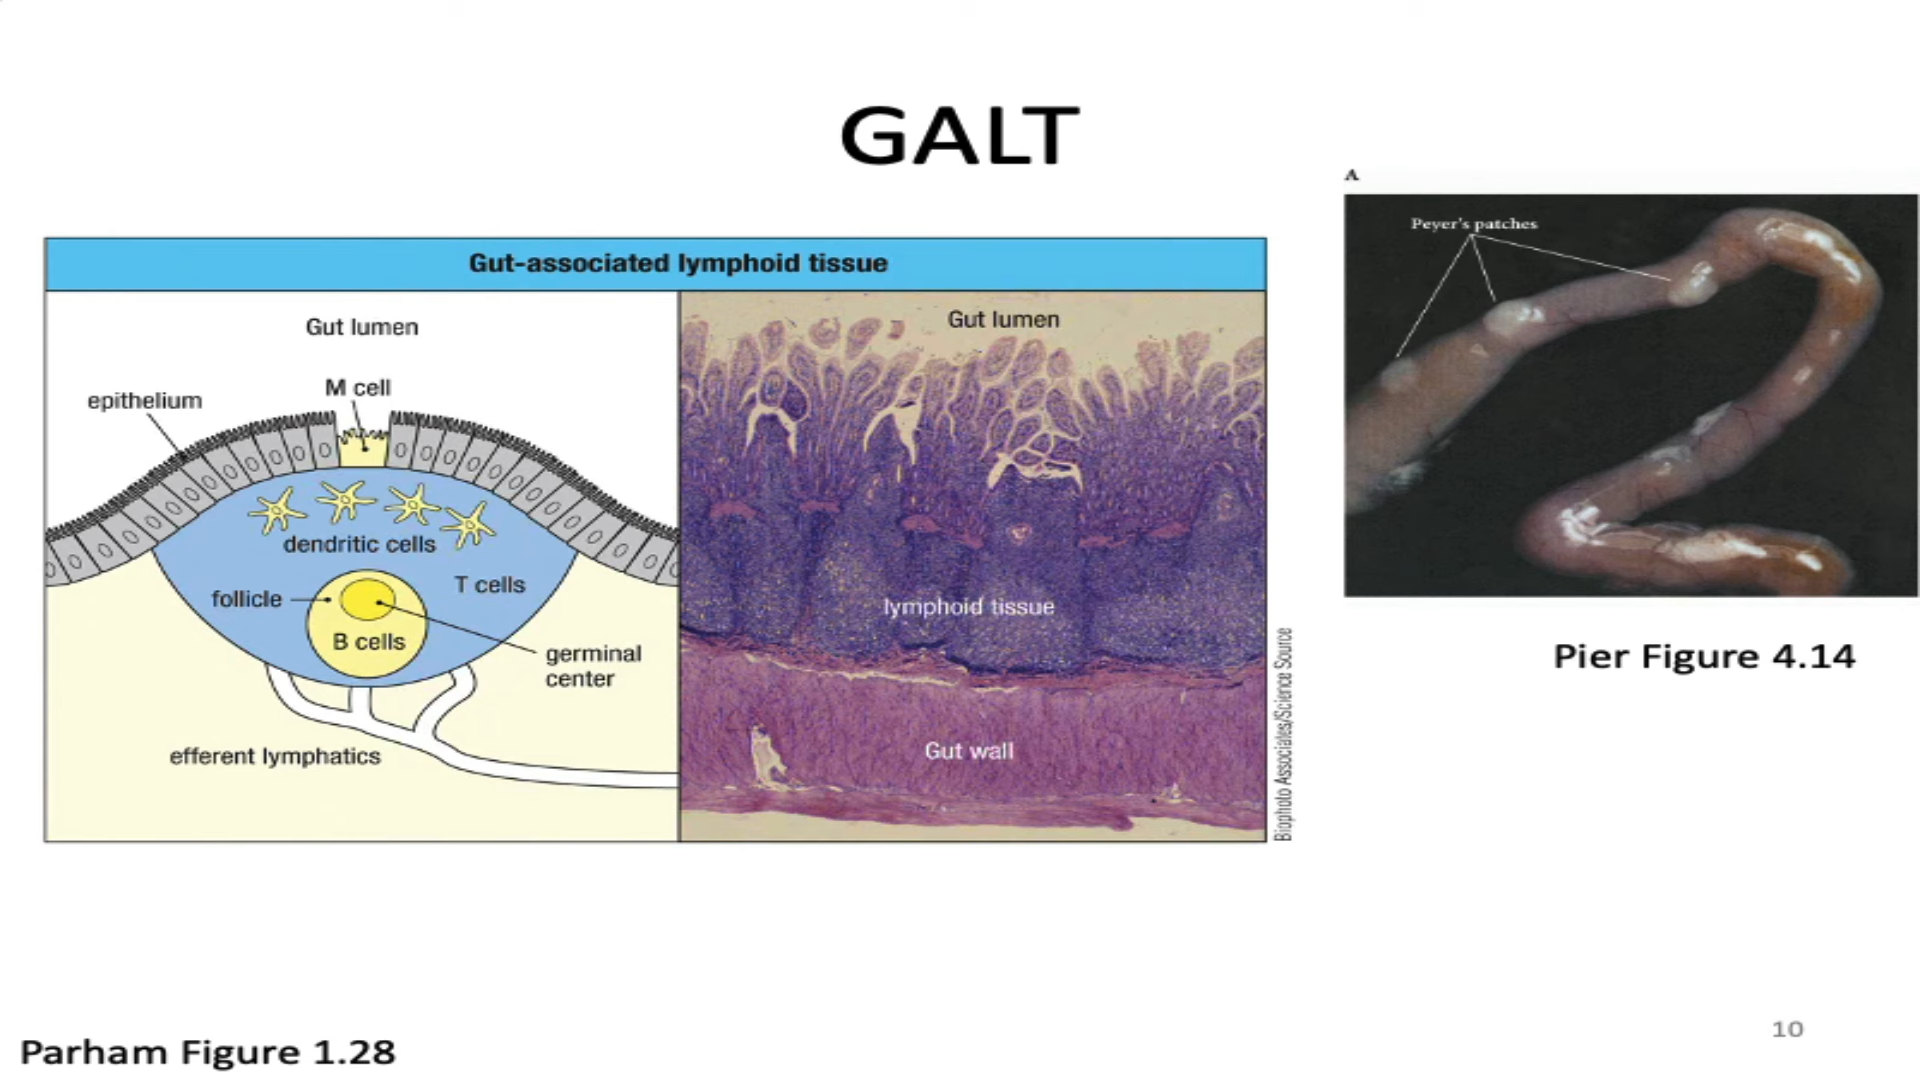 GALT
Gut-associated lymphoid tissue
Gut lumen
M cell
epithelium
dendritic cells
T cells
follicle
B cells
germinal
center
efferent lymphatics
Gut lumen
lymphoid tissue
Gut wall
Biophoto Associates/Science Source
A
Peyer's patches
Pier Figure 4.14
Parham Figure 1.28
10